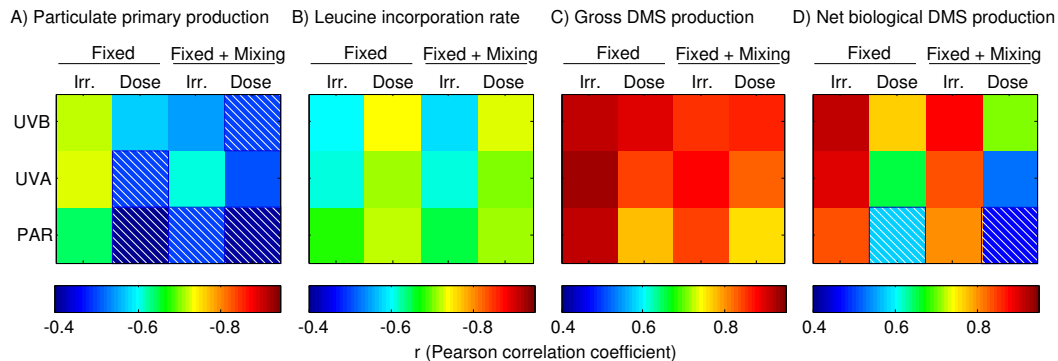 A) Particulate primary production B) Leucine incorporation rate C) Gross DMS production D) Net biological DMS production
Fixed Fixed + Mixing Fixed Fixed + Mixing Fixed Fixed + Mixing Fixed Fixed + Mixing
Irr. Dose Irr. Dose Irr. Dose Irr. Dose Irr. Dose Irr. Dose Irr. Dose Irr. Dose
UVB
UVA
PAR
-0.4 -0.6 -0.8 -0.4 -0.6 -0.8 0.4 0.6 0.8 0.4 0.6 0.8
r (Pearson correlation coefficient)